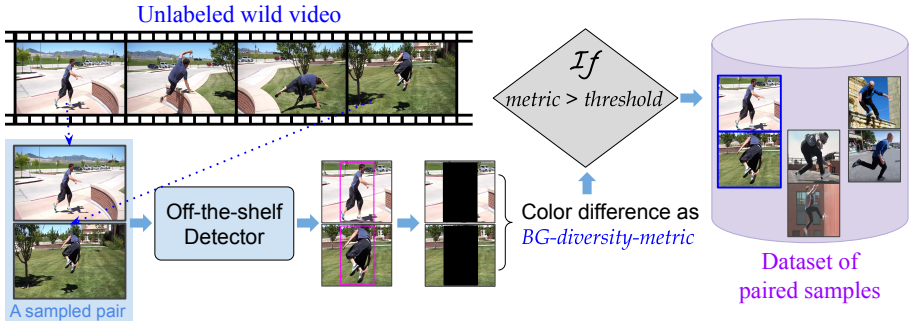 Unlabeled wild video
If
metric > threshold
Off-the-shelf
Detector
Color difference as
BG-diversity-metric
A sampled pair
Dataset of
paired samples